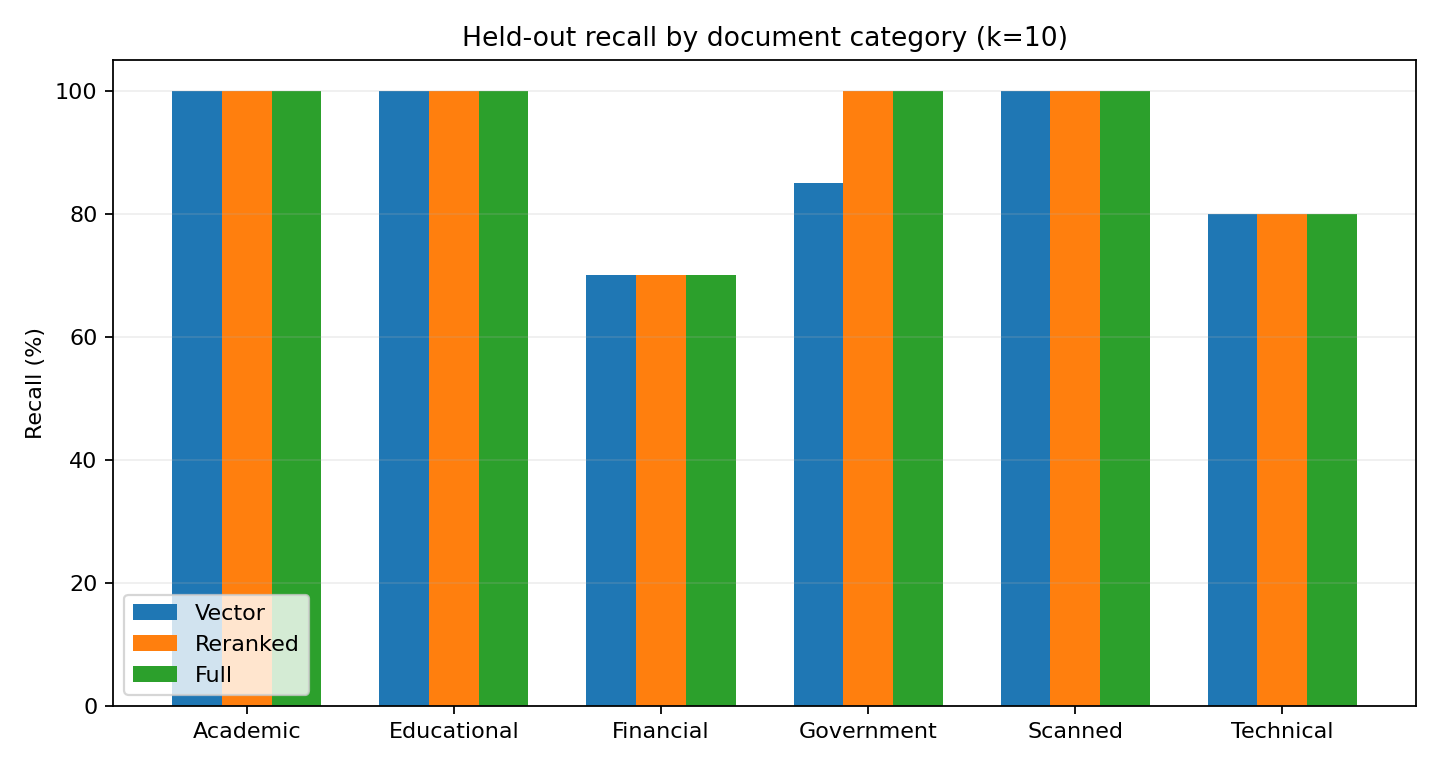 Held-out recall by document category (k=10)
Recall (%)
100
80
60
40
20
0
Vector
Reranked
Full
Academic Educational Financial Government Scanned Technical